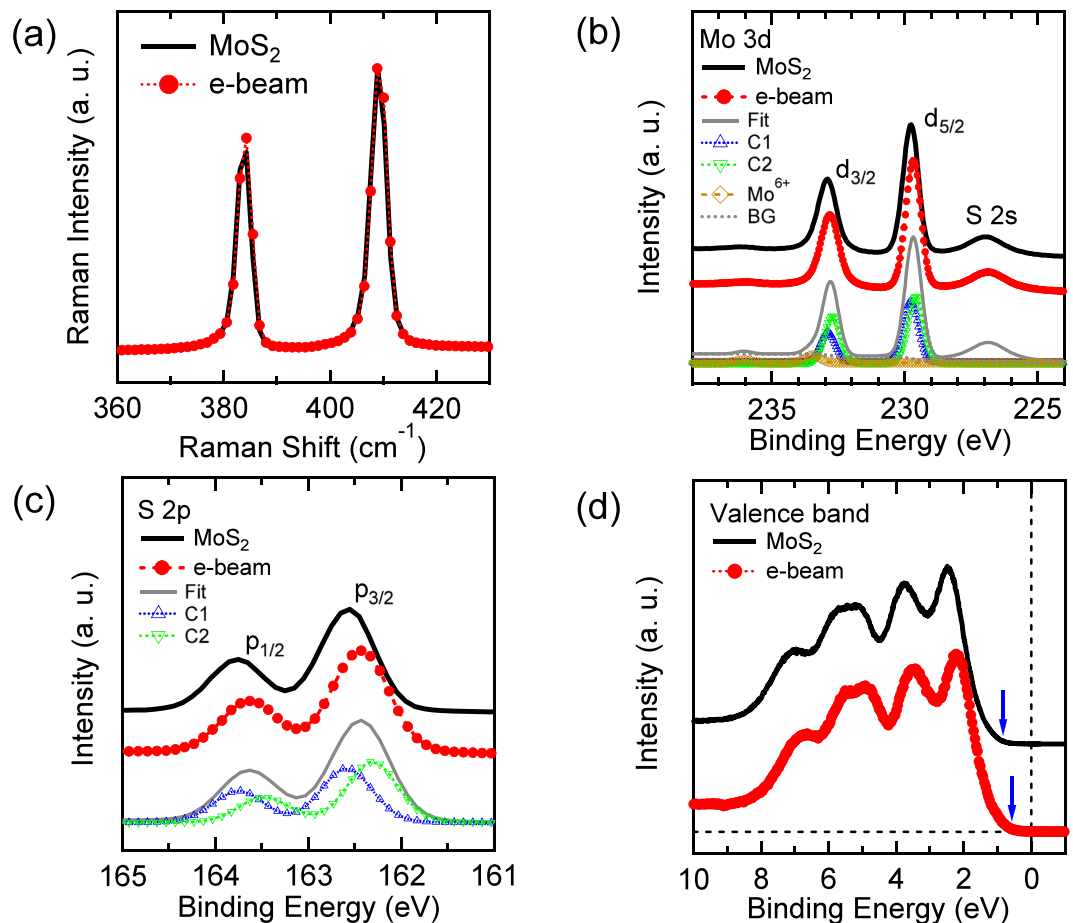 (a)
MoS2
e-beam
Raman Intensity (a. u.)
360 380 400 420
Raman Shift (cm-1)
(b)
Mo 3d
MoS2
e-beam
Fit
C1
C2
Mo6+
BG
d3/2
d5/2
S 2s
Intensity (a. u.)
235 230 225
Binding Energy (eV)
(c)
S 2p
MoS2
e-beam
Fit
C1
C2
p1/2
p3/2
Intensity (a. u.)
165 164 163 162 161
Binding Energy (eV)
(d)
Valence band
MoS2
e-beam
Intensity (a. u.)
10 8 6 4 2 0
Binding Energy (eV)